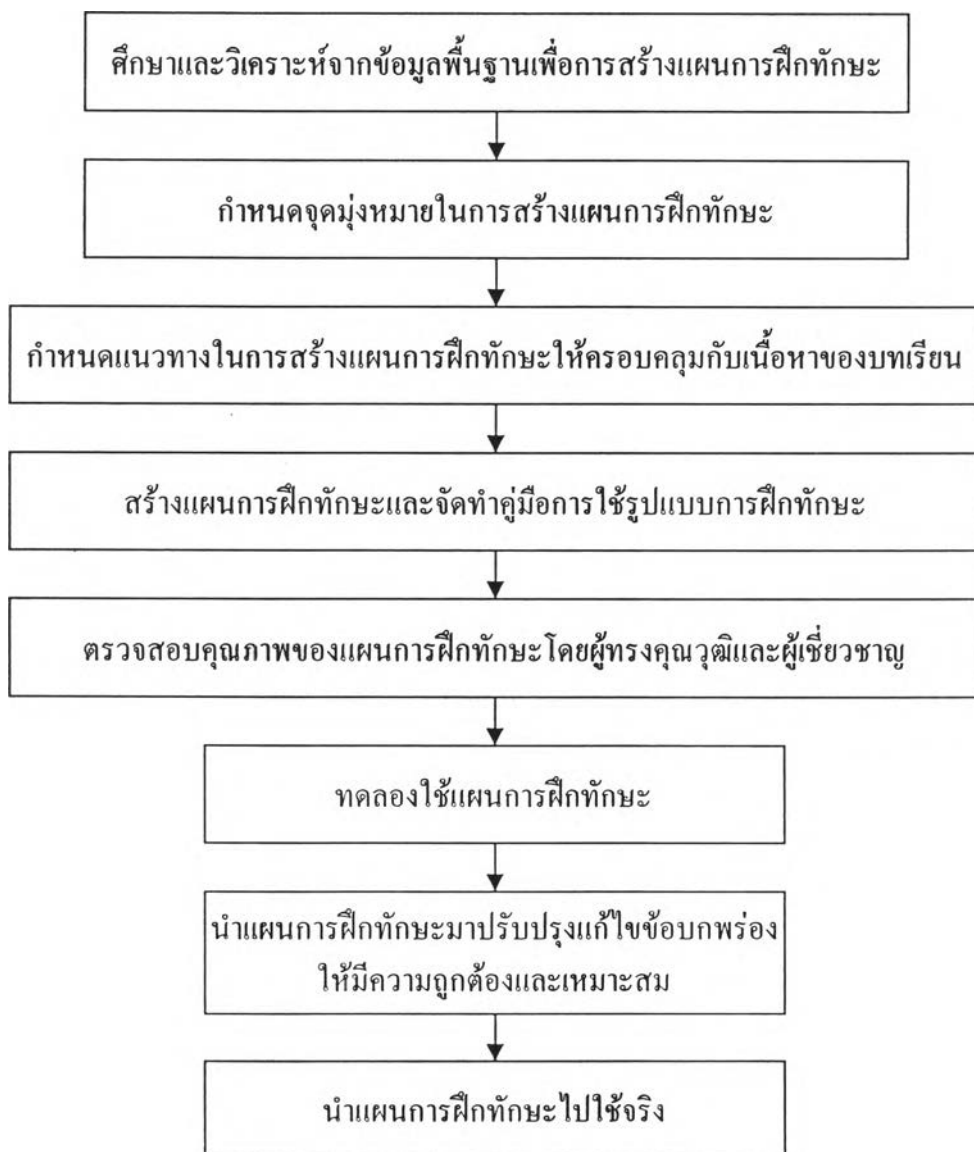 ศึกษาและวิเคราะห์จากข้อมูลพื้นฐานเพื่อการสร้างแผนการฝึกทักษะ
กำหนดจุดมุ่งหมายในการสร้างแผนการฝึกทักษะ
กำหนดแนวทางในการสร้างแผนการฝึกทักษะให้ครอบคลุมกับเนื้อหาของบทเรียน
สร้างแผนการฝึกทักษะและจัดทำคู่มือการใช้รูปแบบการฝึกทักษะ
ตรวจสอบคุณภาพของแผนการฝึกทักษะโดยผู้ทรงคุณวุฒิและผู้เชี่ยวชาญ
ทดลองใช้แผนการฝึกทักษะ
นำแผนการฝึกทักษะมาปรับปรุงแก้ไขข้อบกพร่อง
ให้มีความถูกต้องและเหมาะสม
นำแผนการฝึกทักษะไปใช้จริง